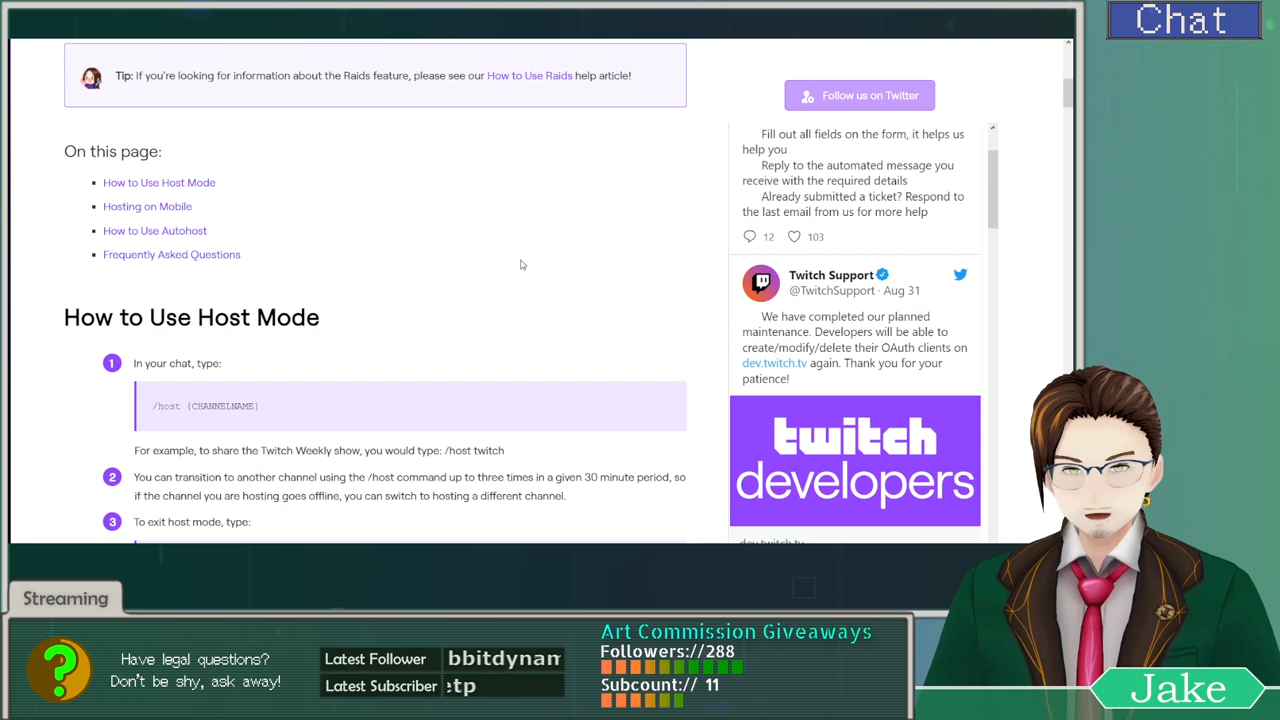 Chat
Tip: If you're looking for information about the Raids feature, please see our How to Use Raids help article!
Follow us on Twitter
On this page:
How to Use Host Mode
Hosting on Mobile
How to Use Autohost
Frequently Asked Questions
Fill out all fields on the form, it helps us
help you
Reply to the automated message you
receive with the required details
Already submitted a ticket? Respond to
the last email from us for more help
12 103
Twitch Support
@TwitchSupport · Aug 31
We have completed our planned
maintenance. Developers will be able to
create/modify/delete their OAuth clients on
dev.twitch.tv again. Thank you for your
patience!
twitch
developers
dev.twitch.tv
How to Use Host Mode
1 In your chat, type:
/host {CHANNELNAME}
For example, to share the Twitch Weekly show, you would type: /host twitch
2 You can transition to another channel using the /host command up to three times in a given 30 minute period, so
if the channel you are hosting goes offline, you can switch to hosting a different channel.
3 To exit host mode, type:
Streaming
?
Have legal questions?
Don't be shy, ask away!
Latest Follower bbitdynam
Latest Subscriber etp
Art Commission Giveaways
Followers://288
Subcount:// 11
Jake